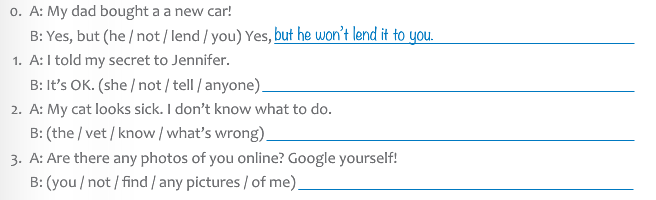 0. A: My dad bought a a new car!
B: Yes, but (he / not / lend / you) Yes, but he won't lend it to you.
1. A: I told my secret to Jennifer.
B: It's OK. (she / not / tell / anyone)
2. A: My cat looks sick. I don't know what to do.
B: (the / vet / know / what's wrong)
3. A: Are there any photos of you online? Google yourself!
B: (you / not / find / any pictures / of me)